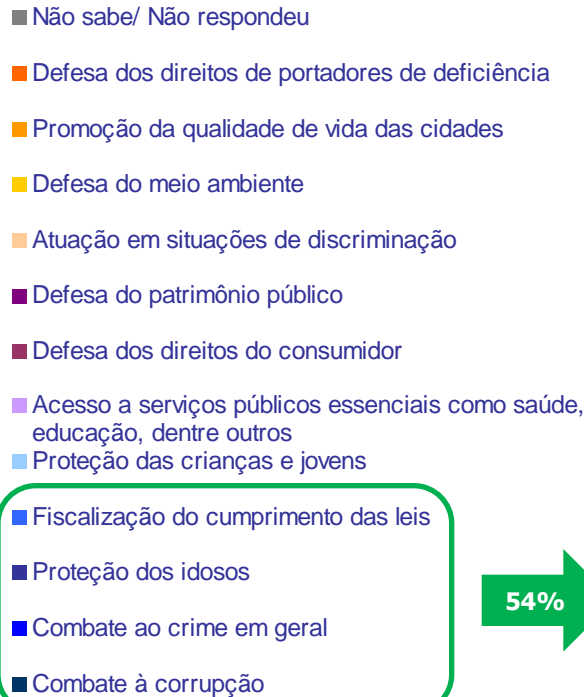 Não sabe/ Não respondeu
Defesa dos direitos de portadores de deficiência
Promoção da qualidade de vida das cidades
Defesa do meio ambiente
Atuação em situações de discriminação
Defesa do patrimônio público
Defesa dos direitos do consumidor
Acesso a serviços públicos essenciais como saúde,
educação, dentre outros
Proteção das crianças e jovens
Fiscalização do cumprimento das leis
Proteção dos idosos
54%
Combate ao crime em geral
Combate à corrupção